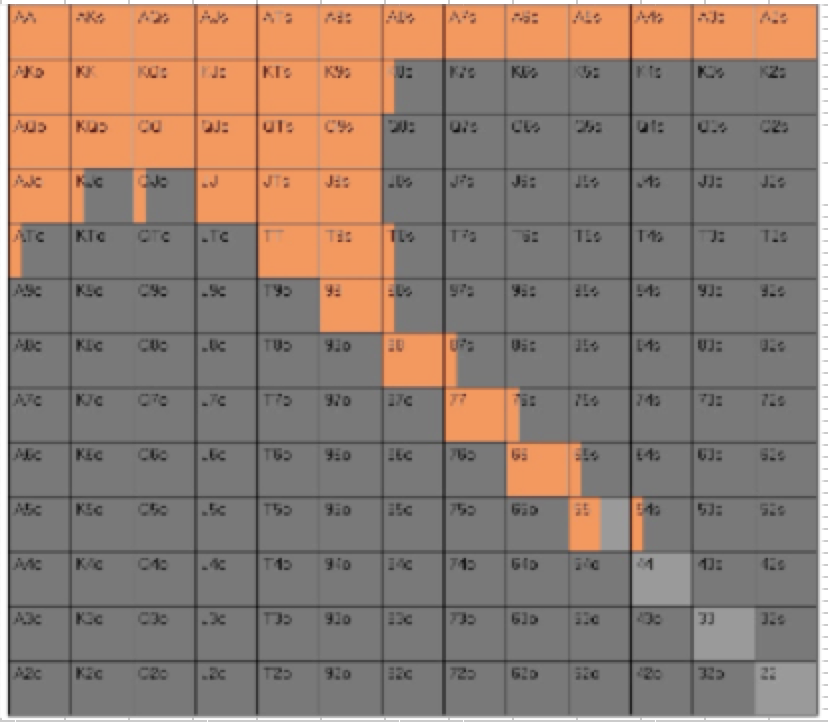 AA AKs AQs AJs ATs A9s A8s A7s A6s A5s A4s A3s A2s
AKo KK KQs KJs KTs K9s K8s K7s K6s K5s K4s K3s K2s
AQo KQo QQ QJs QTs Q9s Q8s Q7s Q6s Q5s Q4s Q3s Q2s
AJo KJo QJo JJ JTs J9s J8s J7s J6s J5s J4s J3s J2s
ATo KTo QTo JTo TT T9s T8s T7s T6s T5s T4s T3s T2s
A9o K9o Q9o J9o T9o 99 98s 97s 96s 95s 94s 93s 92s
A8o K8o Q8o J8o T8o 98o 88 87s 86s 85s 84s 83s 82s
A7o K7o Q7o J7o T7o 97o 87o 77 76s 75s 74s 73s 72s
A6o K6o Q6o J6o T6o 96o 86o 76o 66 65s 64s 63s 62s
A5o K5o Q5o J5o T5o 95o 85o 75o 65o 55 54s 53s 52s
A4o K4o Q4o J4o T4o 94o 84o 74o 64o 54o 44 43s 42s
A3o K3o Q3o J3o T3o 93o 83o 73o 63o 53o 43o 33 32s
A2o K2o Q2o J2o T2o 92o 82o 72o 62o 52o 42o 32o 22